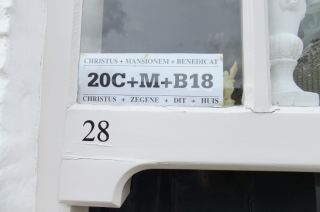 CHRISTUS + MANSIONEM + BENEDICAT
20C+M+B18
CHRISTUS + ZEGENE + DIT + HUIS
28